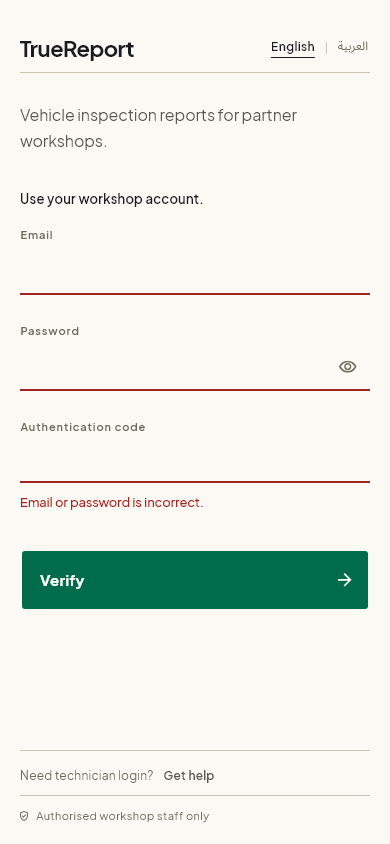 TrueReport
English | العربية
Vehicle inspection reports for partner
workshops.
Use your workshop account.
Email
Password
Authentication code
Email or password is incorrect.
Verify
Need technician login? Get help
Authorised workshop staff only